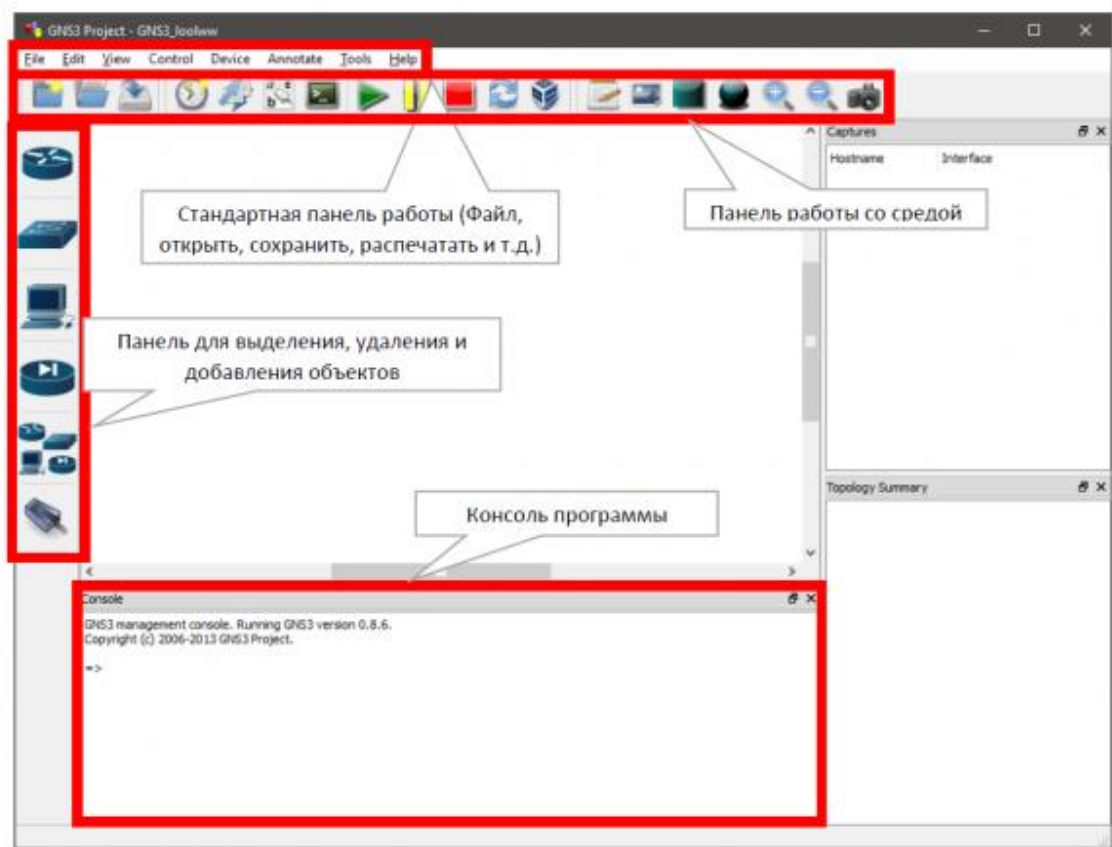 GNS3 Project - GNS3_loolww
File Edit View Control Device Annotate Tools Help
Captures
Hostname Interface
Стандартная панель работы (Файл,
открыть, сохранить, распечатать и т.д.)
Панель работы со средой
Панель для выделения, удаления и
добавления объектов
Топology Summary
Консоль программы
Console
GNS3 management console. Running GNS3 version 0.8.6.
Copyright (c) 2006-2013 GNS3 Project.
=>